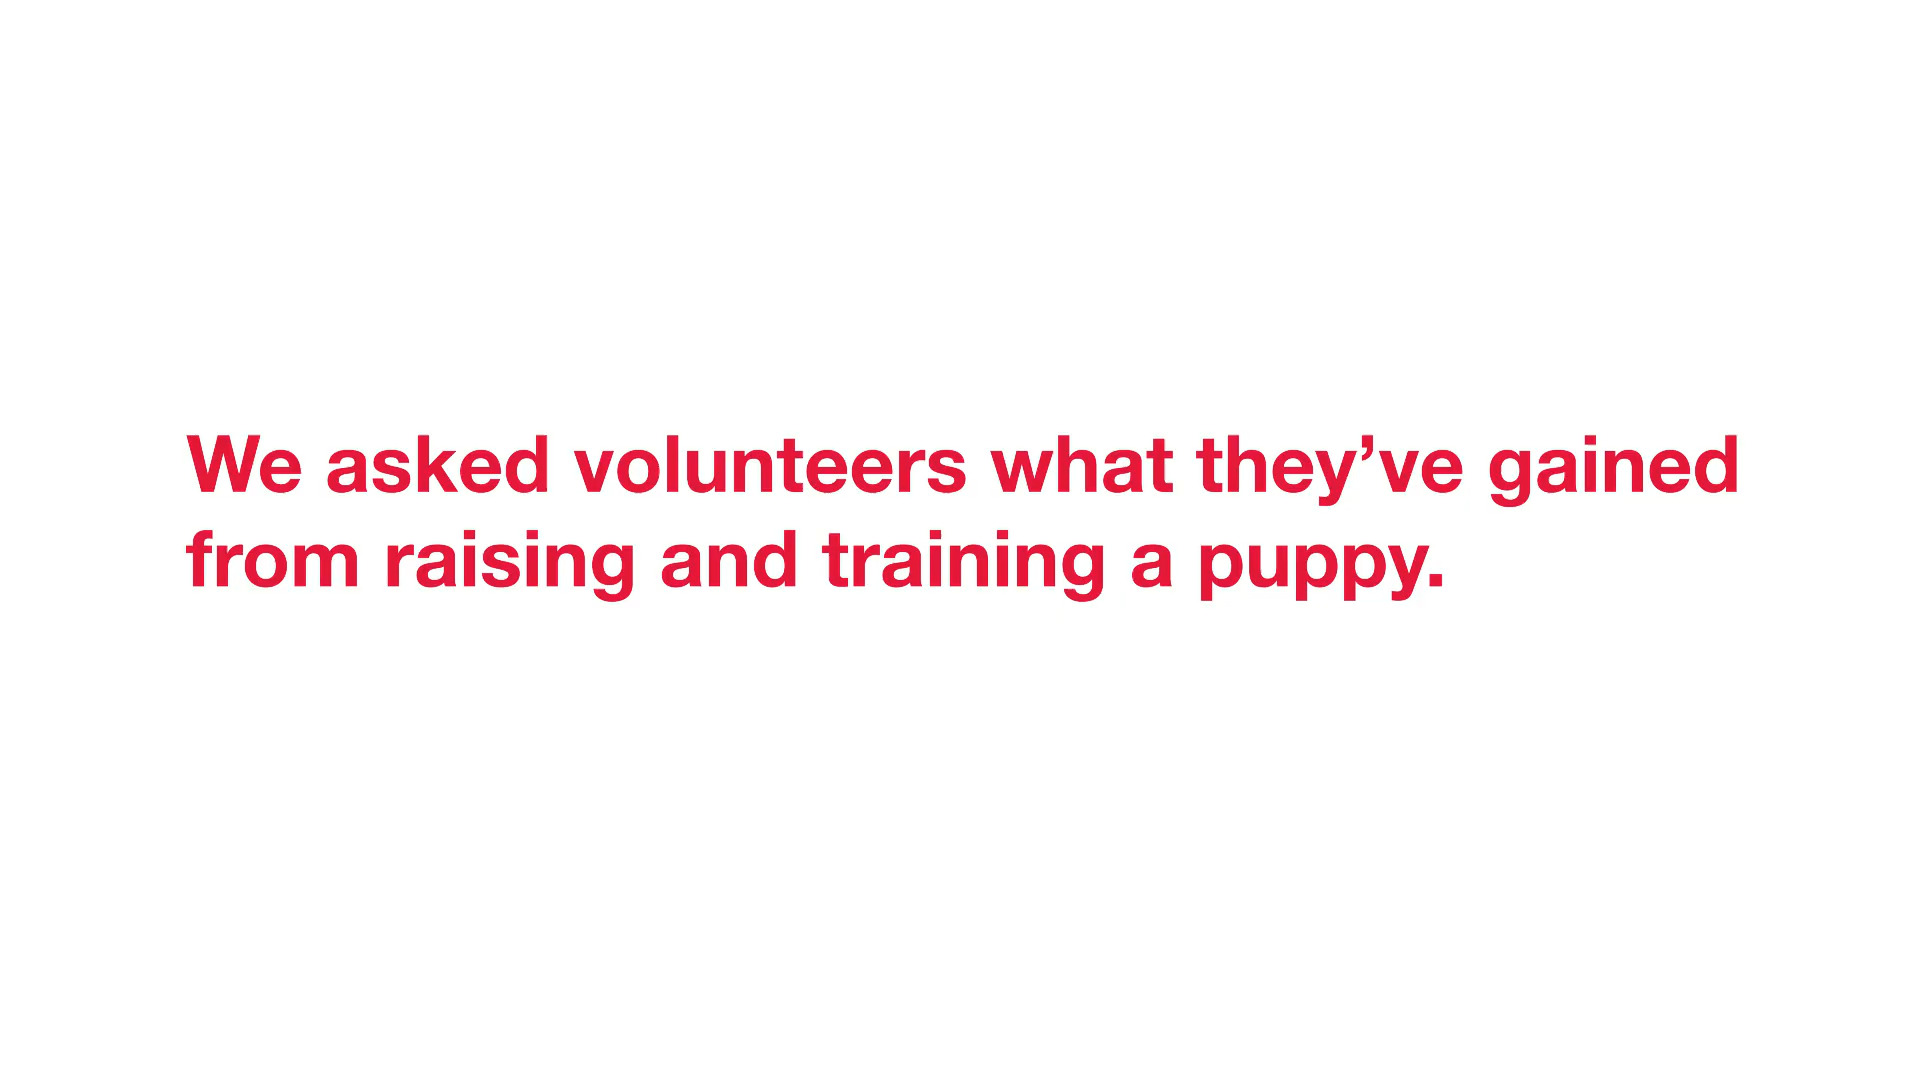 We asked volunteers what they’ve gained
from raising and training a puppy.